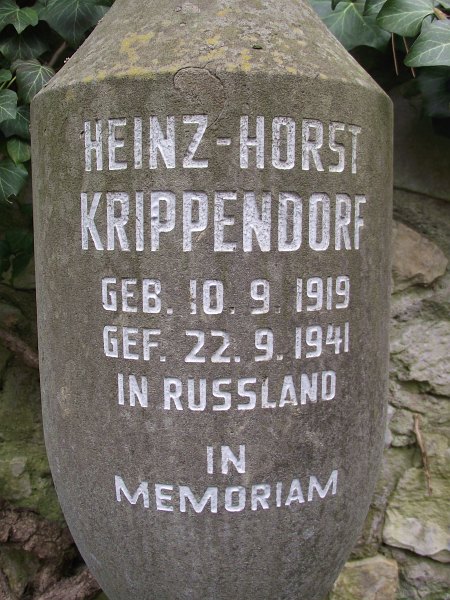 HEINZ-HORST
KRIPPENDORF
GEB. 10. 9. 1919
GEF. 22. 9. 1941
IN RUSSLAND
IN
MEMORIAM